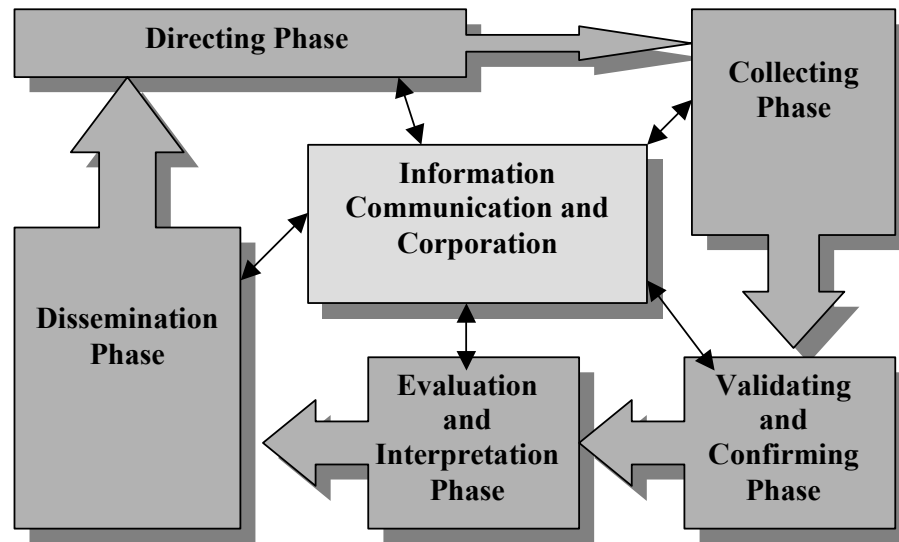 Directing Phase
Collecting
Phase
Information
Communication and
Corporation
Dissemination
Phase
Evaluation
and
Interpretation
Phase
Validating
and
Confirming
Phase